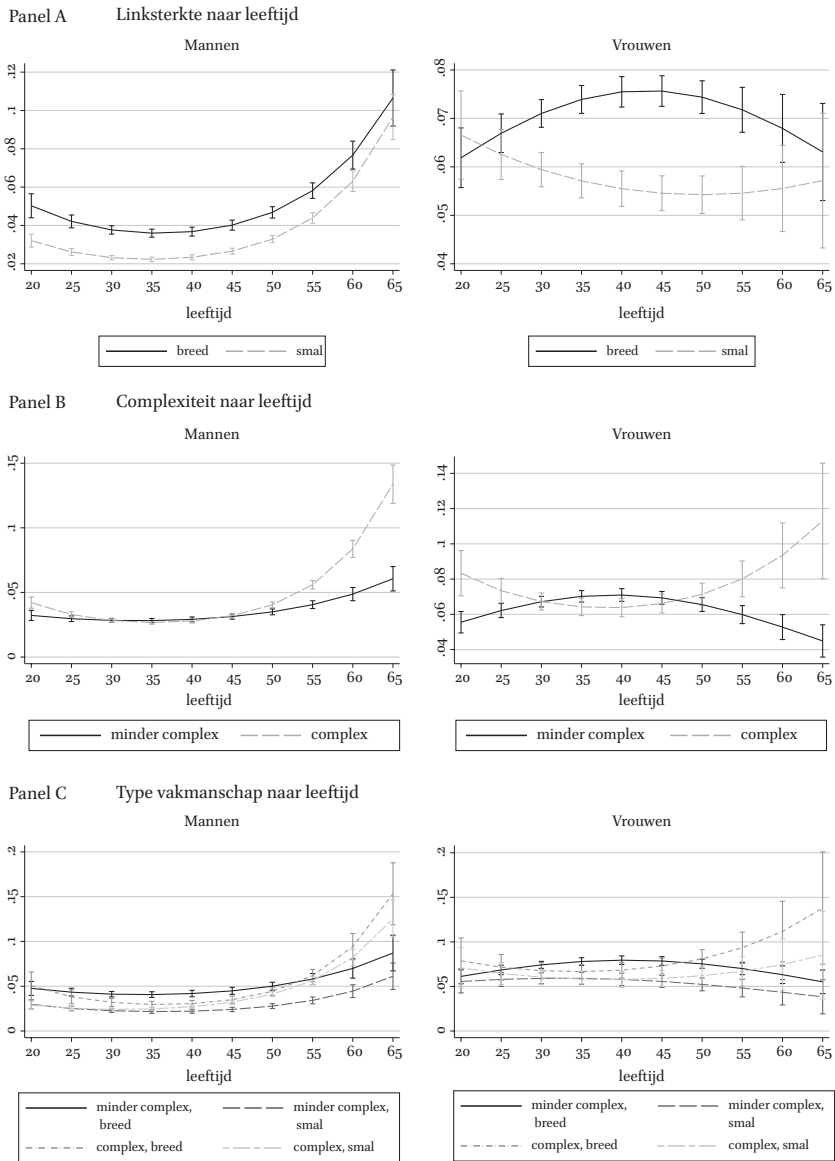 Panel A Linksterkte naar leeftijd
Mannen
Vrouwen
.12
.1
.08
.06
.04
.02
20 25 30 35 40 45 50 55 60 65
leeftijd
breed smal
.08
.07
.06
.05
.04
20 25 30 35 40 45 50 55 60 65
leeftijd
breed smal
Panel B Complexiteit naar leeftijd
Mannen
Vrouwen
.15
.1
.05
0
20 25 30 35 40 45 50 55 60 65
leeftijd
minder complex complex
.14
.12
.1
.08
.06
.04
20 25 30 35 40 45 50 55 60 65
leeftijd
minder complex complex
Panel C Type vakmanschap naar leeftijd
Mannen
Vrouwen
.2
.15
.1
.05
0
20 25 30 35 40 45 50 55 60 65
leeftijd
minder complex, minder complex,
breed smal
complex, breed complex, smal
.2
.15
.1
.05
0
20 25 30 35 40 45 50 55 60 65
leeftijd
minder complex, minder complex,
breed smal
complex, breed complex, smal